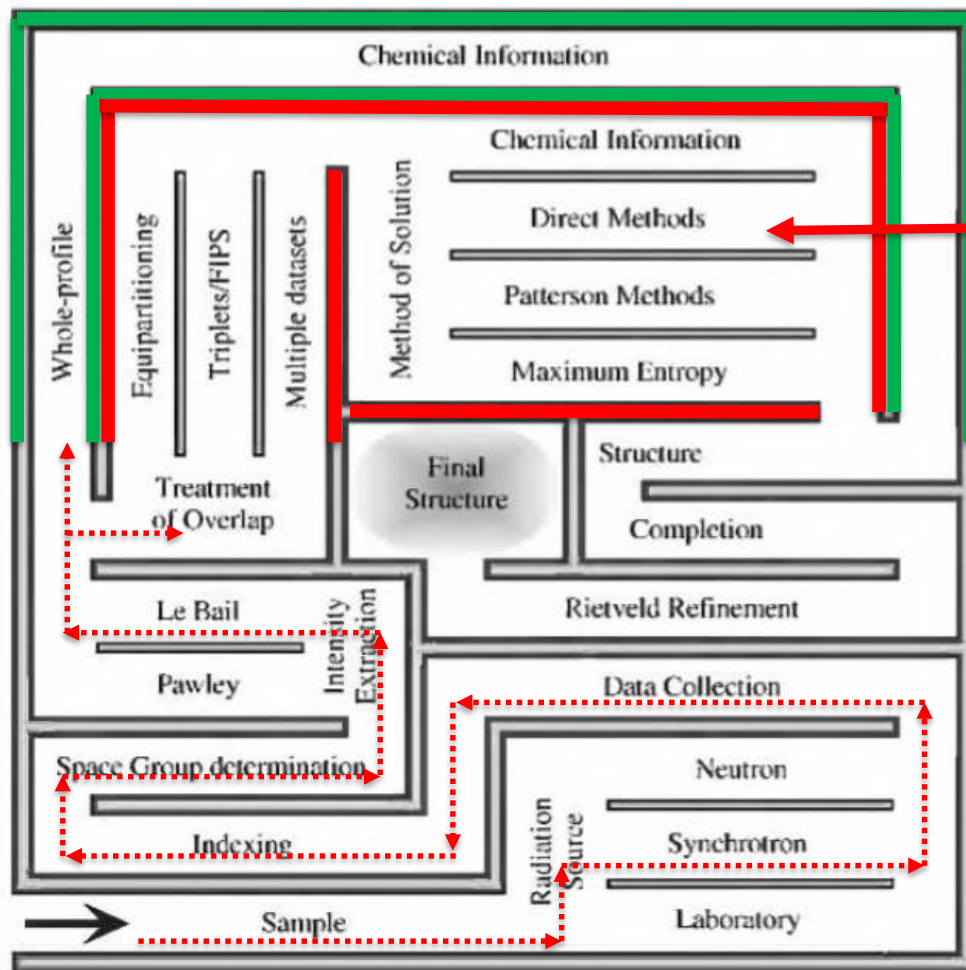 Chemical Information
Chemical Information
Direct Methods
Patterson Methods
Maximum Entropy
Method of Solution
Whole-profile
Equipartitioning
Triplets/FIPS
Multiple datasets
Treatment
of Overlap
Final
Structure
Structure
Completion
Rietveld Refinement
Le Bail
Pawley
Intensity
Extraction
Space Group determination
Indexing
Data Collection
Neutron
Synchrotron
Laboratory
Radiation
Source
Sample